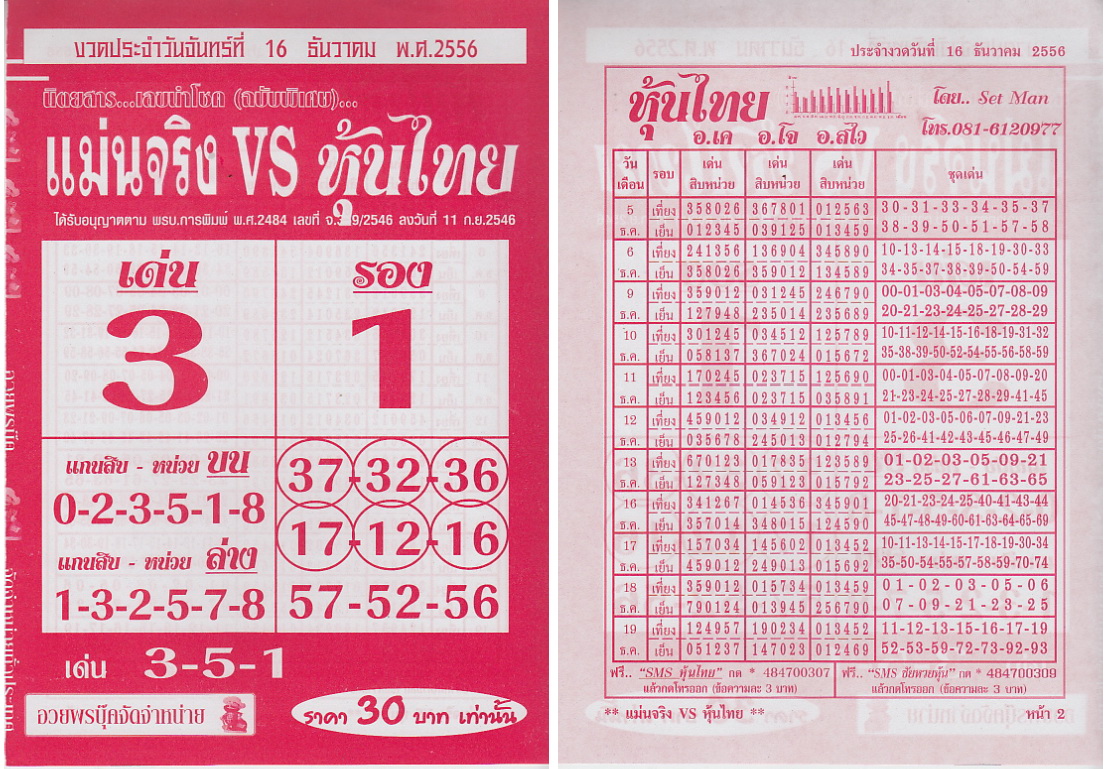 งวดประจำวันจันทร์ที่ 16 ธันวาคม พ.ศ.2556
นิตยสาร...เลขนำโชค (ฉบับพิเศษ)...
แม่นจริง VS หุ้นไทย
เด่น
3
รอง
1
แกนสิบ - หน่วย บน
0-2-3-5-1-8
แกนสิบ - หน่วย ล่าง
1-3-2-5-7-8
37-32-36
17-12-16
57-52-56
เด่น 3-5-1
อวยพรบุ๊คจัดจำหน่าย
ราคา 30 บาท เท่านั้น
ประจำงวดวันที่ 16 ธันวาคม 2556
หุ้นไทย
โดย.. Set Man
โทร.081-6120977
อ.เค อ.โจ อ.สไว
วันเดือน รอบ เด่นสิบหน่วย เด่นสิบหน่วย เด่นสิบหน่วย ชุดเด่น
5 เที่ยง 358026 367801 012563 30-31-33-34-35-37
ธ.ค. เย็น 012345 039125 013459 38-39-50-51-57-58
6 เที่ยง 241356 136904 345890 10-13-14-15-18-19-30-33
ธ.ค. เย็น 358026 359012 134589 34-35-37-38-39-50-54-59
9 เที่ยง 359012 031245 246790 00-01-03-04-05-07-08-09
ธ.ค. เย็น 127948 235014 235689 20-21-23-24-25-27-28-29
10 เที่ยง 301245 034512 125789 10-11-12-14-15-16-18-19-31-32
ธ.ค. เย็น 058137 367024 015672 35-38-39-50-52-54-55-56-58-59
11 เที่ยง 170245 023715 125690 00-01-03-04-05-07-08-09-20
ธ.ค. เย็น 123456 023715 035891 21-23-24-25-27-28-29-41-45
12 เที่ยง 459012 034912 013456 01-02-03-05-06-07-09-21-23
ธ.ค. เย็น 035678 245013 012794 25-26-41-42-43-45-46-47-49
13 เที่ยง 670123 017835 123589 01-02-03-05-09-21
ธ.ค. เย็น 127348 059123 015792 23-25-27-61-63-65
16 เที่ยง 341267 014536 345901 20-21-23-24-25-40-41-43-44
ธ.ค. เย็น 357014 348015 124590 45-47-48-49-60-61-63-64-65-69
17 เที่ยง 157034 145602 013452 10-11-13-14-15-17-18-19-30-34
ธ.ค. เย็น 459012 249013 015692 35-50-54-55-57-58-59-70-74
18 เที่ยง 359012 015734 013459 01-02-03-05-06
ธ.ค. เย็น 790124 013945 256790 07-09-21-23-25
19 เที่ยง 124957 190234 013452 11-12-13-15-16-17-19
ธ.ค. เย็น 051237 147023 012469 52-53-59-72-73-92-93
ฟรี.. "SMS หุ้นไทย" กด * 484700307
แล้วกดโทรออก (ข้อความละ 3 บาท)
ฟรี.. "SMS ชัยพวยหุ้น" กด * 484700309
แล้วกดโทรออก (ข้อความละ 3 บาท)
** แม่นจริง VS หุ้นไทย ** หน้า 2